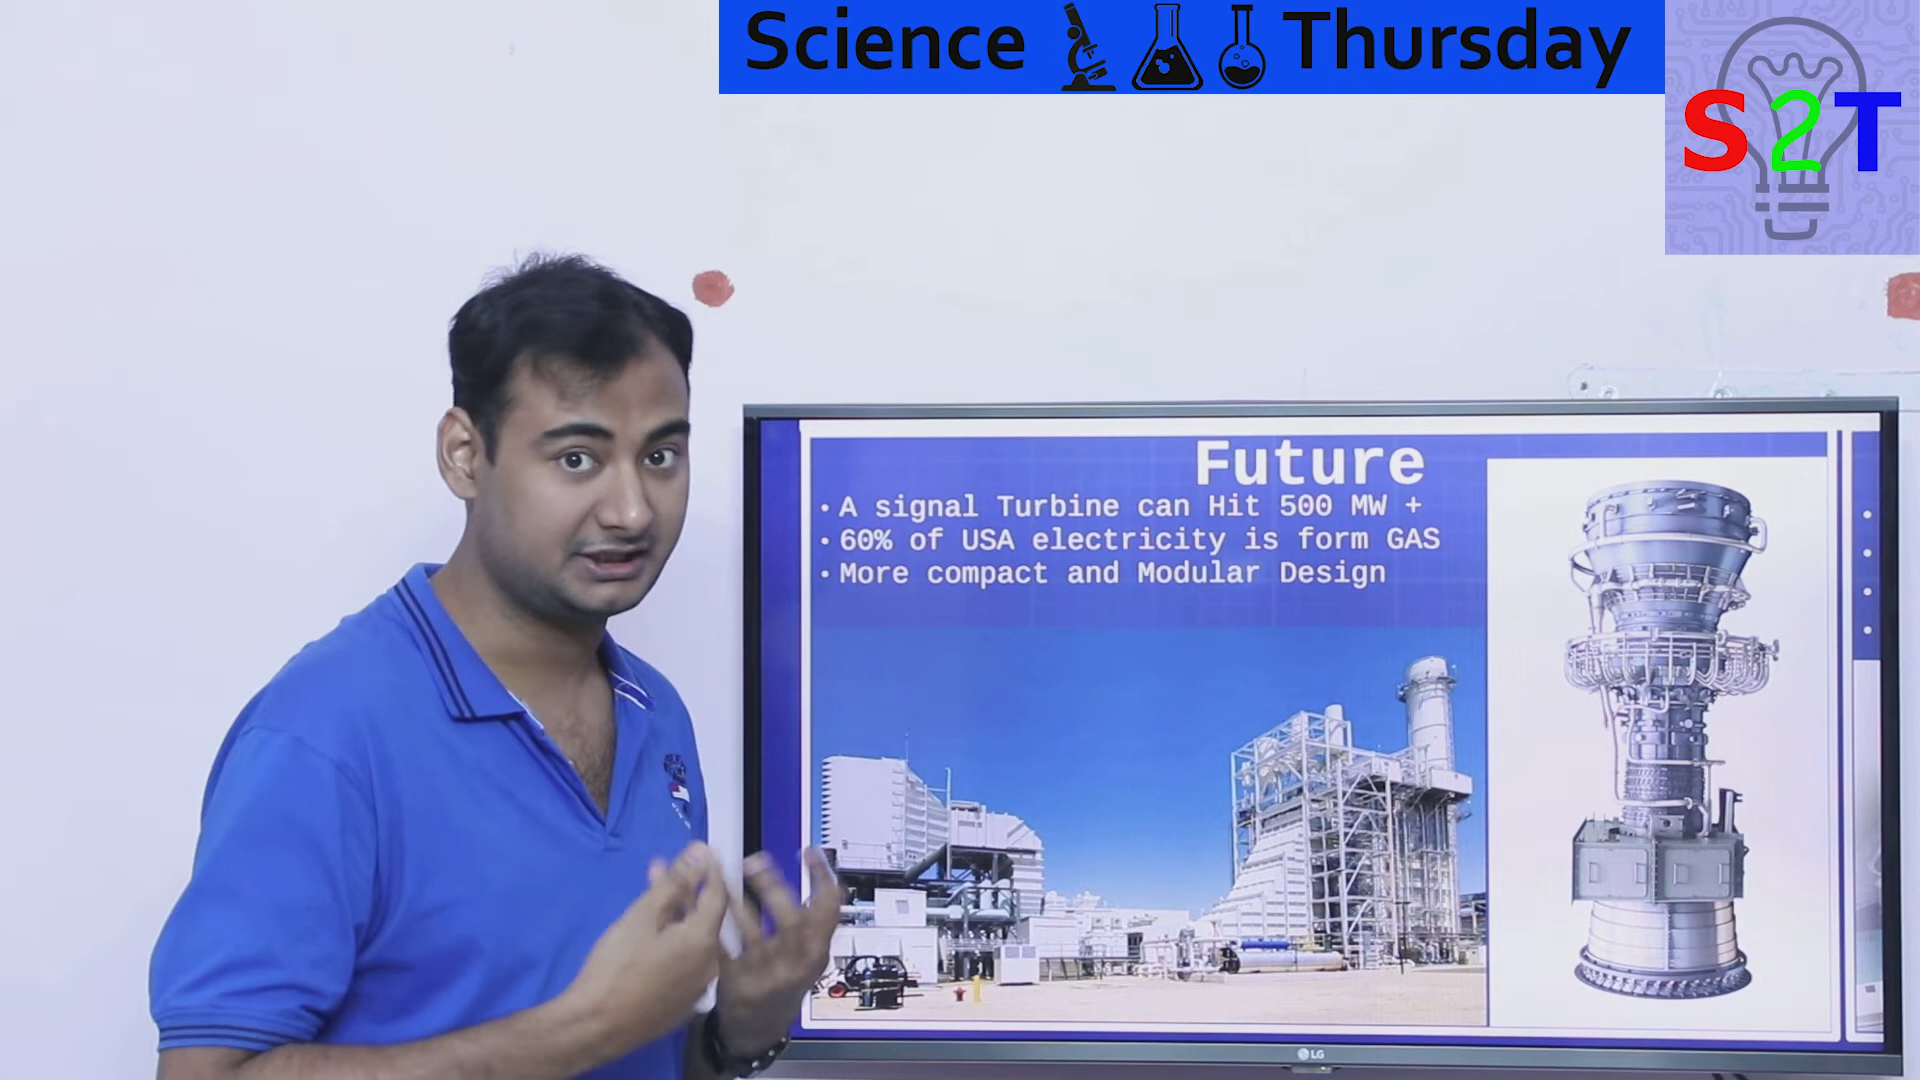 Science Thursday
S2T
Future
• A signal Turbine can Hit 500 MW +
• 60% of USA electricity is form GAS
• More compact and Modular Design
LG